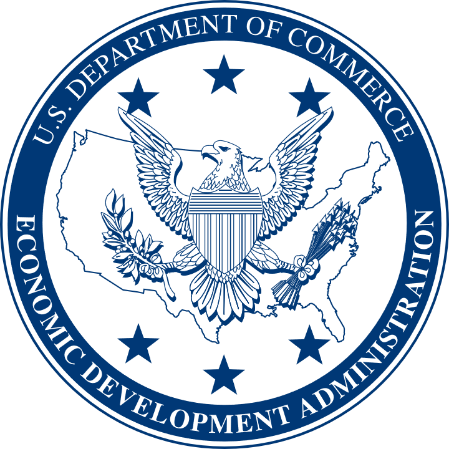 U.S. DEPARTMENT OF COMMERCE
ECONOMIC DEVELOPMENT ADMINISTRATION